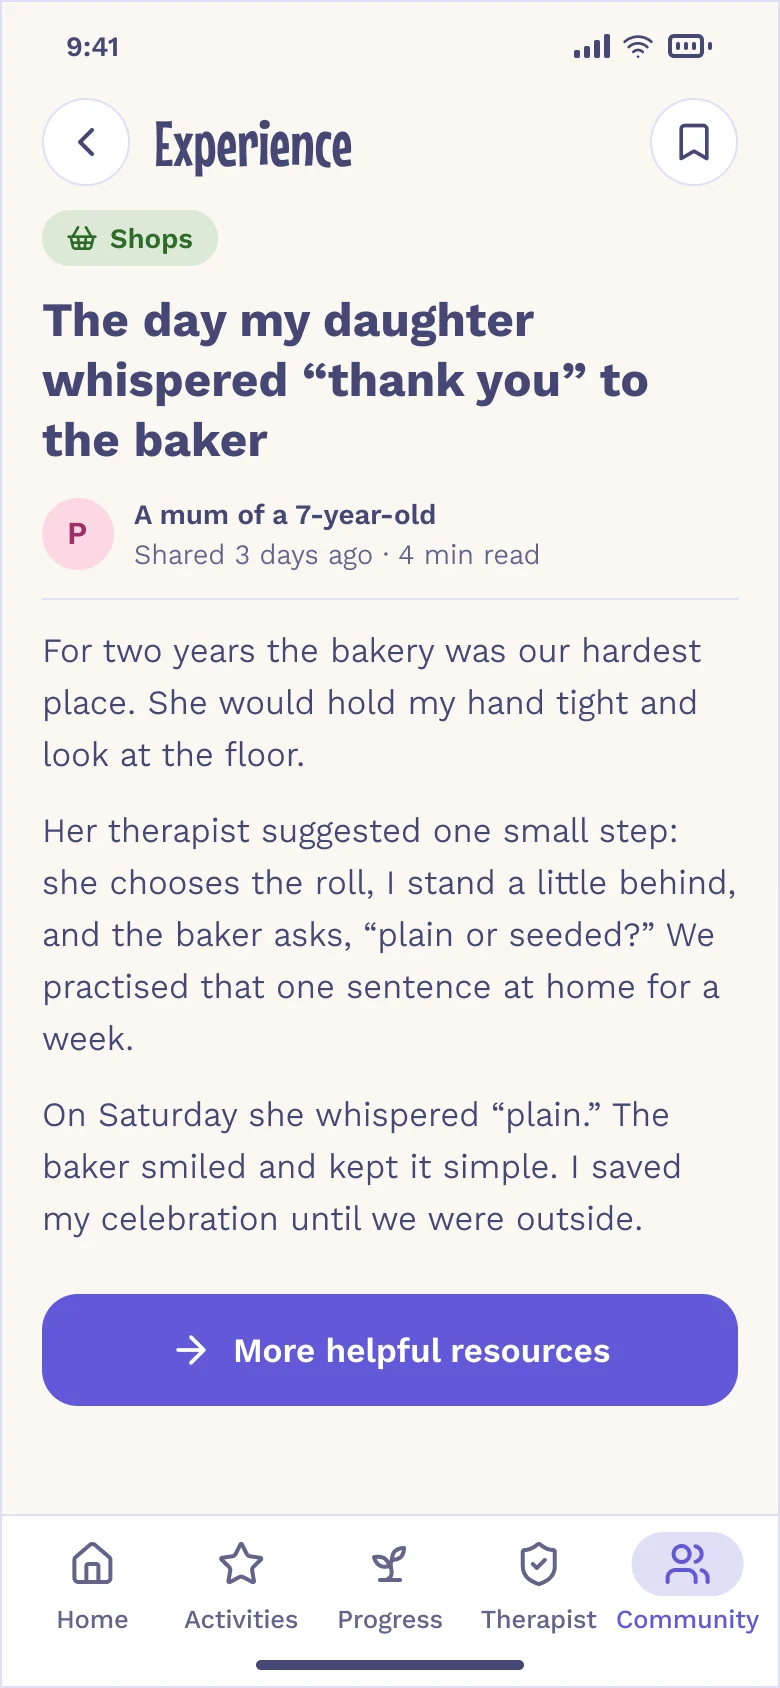 9:41
Experience
Shops
The day my daughter
whispered “thank you” to
the baker
P
A mum of a 7-year-old
Shared 3 days ago · 4 min read
For two years the bakery was our hardest
place. She would hold my hand tight and
look at the floor.
Her therapist suggested one small step:
she chooses the roll, I stand a little behind,
and the baker asks, “plain or seeded?” We
practised that one sentence at home for a
week.
On Saturday she whispered “plain.” The
baker smiled and kept it simple. I saved
my celebration until we were outside.
More helpful resources
Home Activities Progress Therapist Community